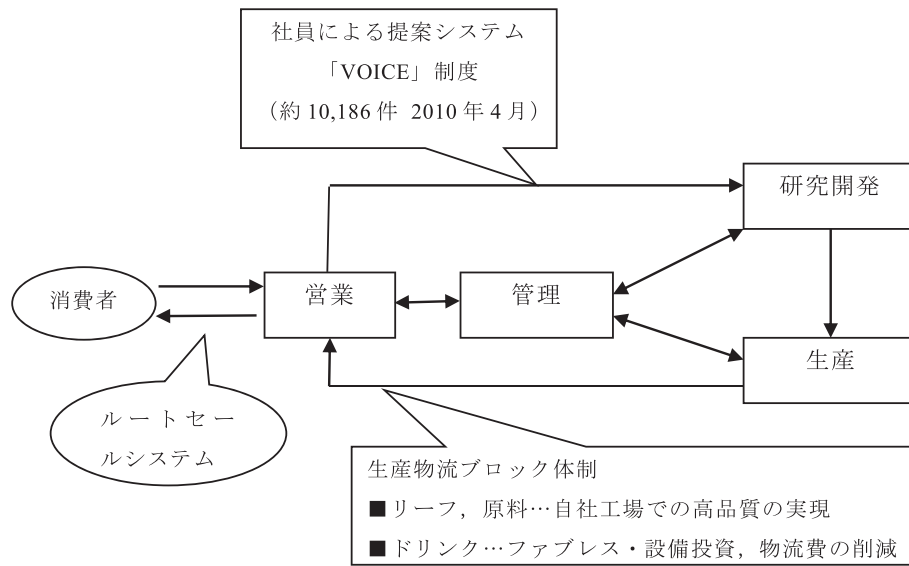 社員による提案システム
「VOICE」制度
（約 10,186 件 2010 年 4 月）
研究開発
消費者
営業
管理
生産
ルートセー
ルシステム
生産物流ブロック体制
■リーフ，原料…自社工場での高品質の実現
■ドリンク…ファブレス・設備投資，物流費の削減